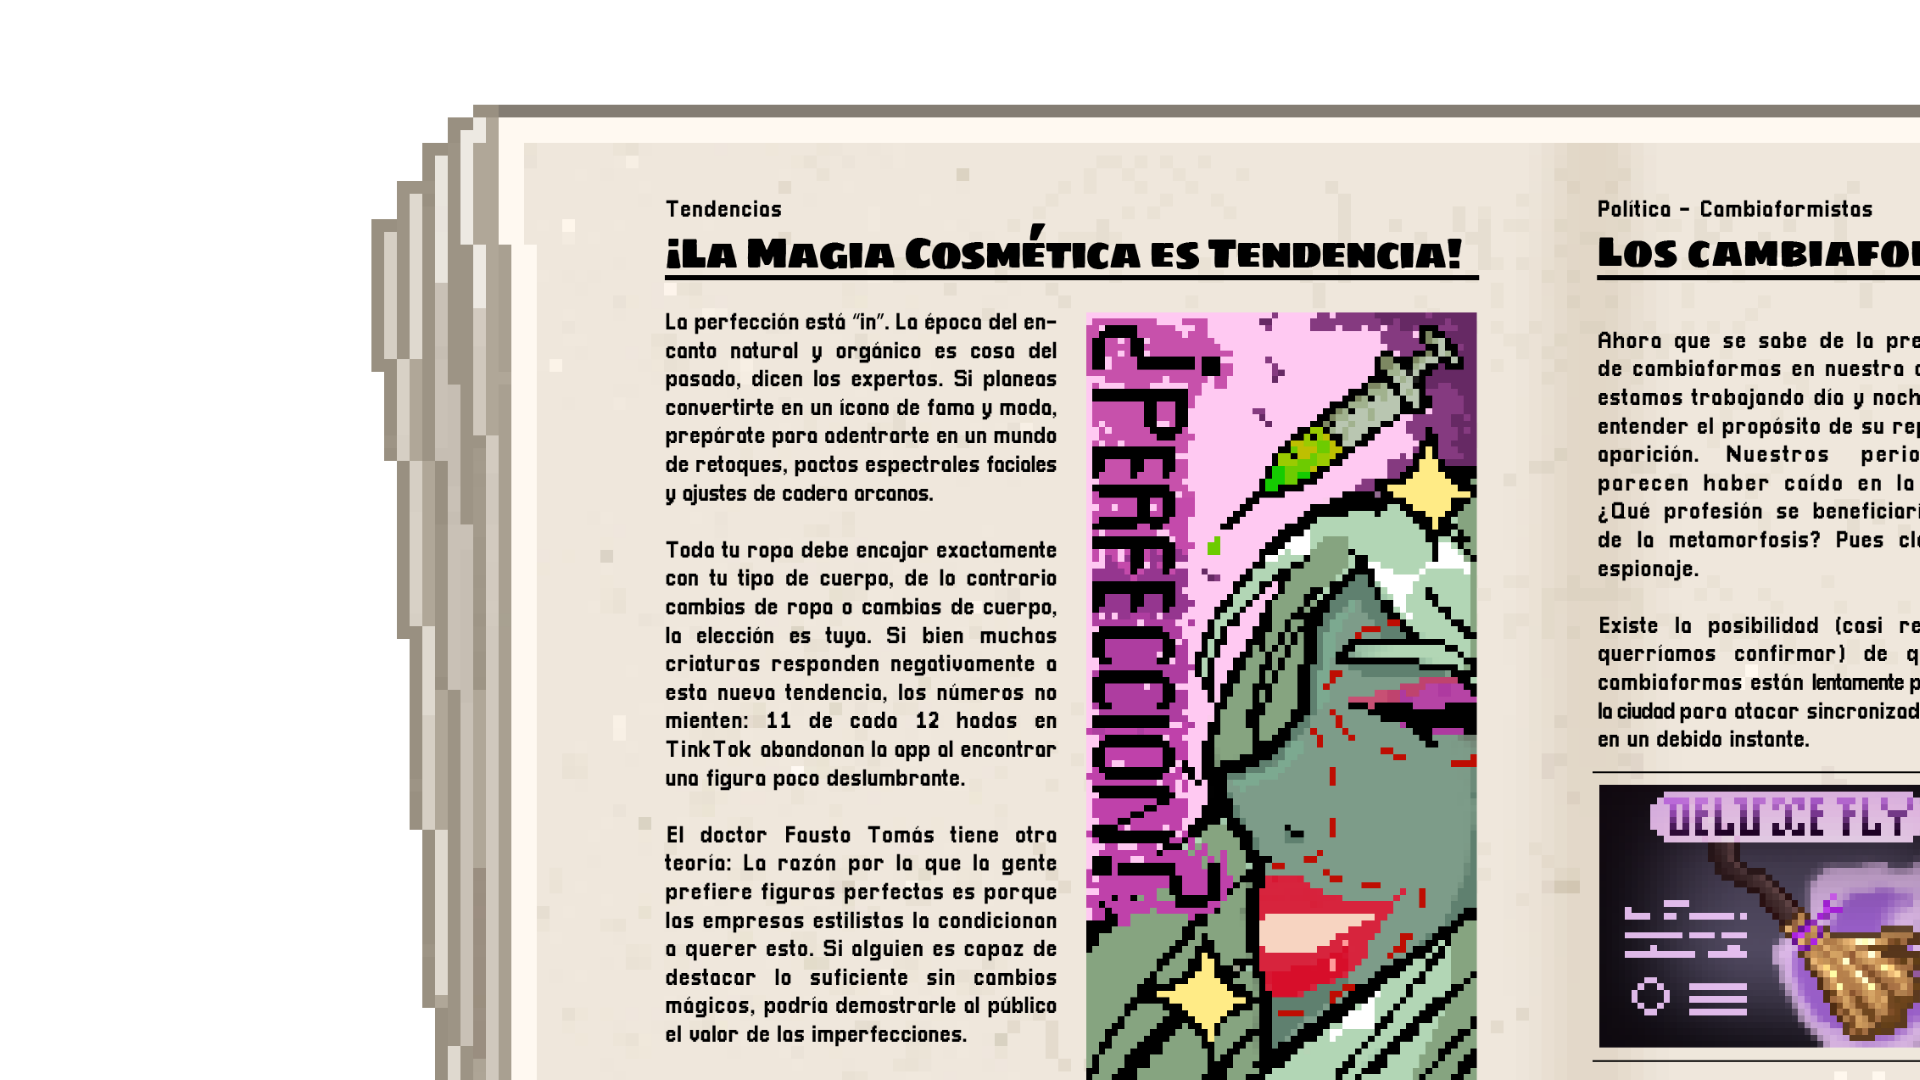 Tendencias
¡La Magia Cosmética es Tendencia!
La perfección está "in". La época del en-
canto natural y orgánico es cosa del
pasado, dicen los expertos. Si planeas
convertirte en un ícono de fama y moda,
prepárate para adentrarte en un mundo
de retoques, pactos espectrales faciales
y ajustes de cadera arcanos.
Toda tu ropa debe encajar exactamente
con tu tipo de cuerpo, de lo contrario
cambias de ropa o cambias de cuerpo,
la elección es tuya. Si bien muchas
criaturas responden negativamente a
esta nueva tendencia, los números no
mienten: 11 de cada 12 hadas en
TinkTok abandonan la app al encontrar
una figura poco deslumbrante.
El doctor Fausto Tomás tiene otra
teoría: La razón por la que la gente
prefiere figuras perfectas es porque
las empresas estilistas la condicionan
a querer esto. Si alguien es capaz de
destacar lo suficiente sin cambios
mágicos, podría demostrarle al público
el valor de las imperfecciones.
¿PERFECCION?
Política - Cambiaformistas
Los cambiafo
Ahora que se sabe de la pre
de cambiaformas en nuestra
estamos trabajando día y noch
entender el propósito de su rep
aparición. Nuestros perio
parecen haber caído en la
¿Qué profesión se beneficiar
de la metamorfosis? Pues cl
espionaje.
Existe la posibilidad (casi re
querríamos confirmar) de q
cambiaformas están lentamente p
la ciudad para atacar sincronizad
en un debido instante.
DELUXE FLY